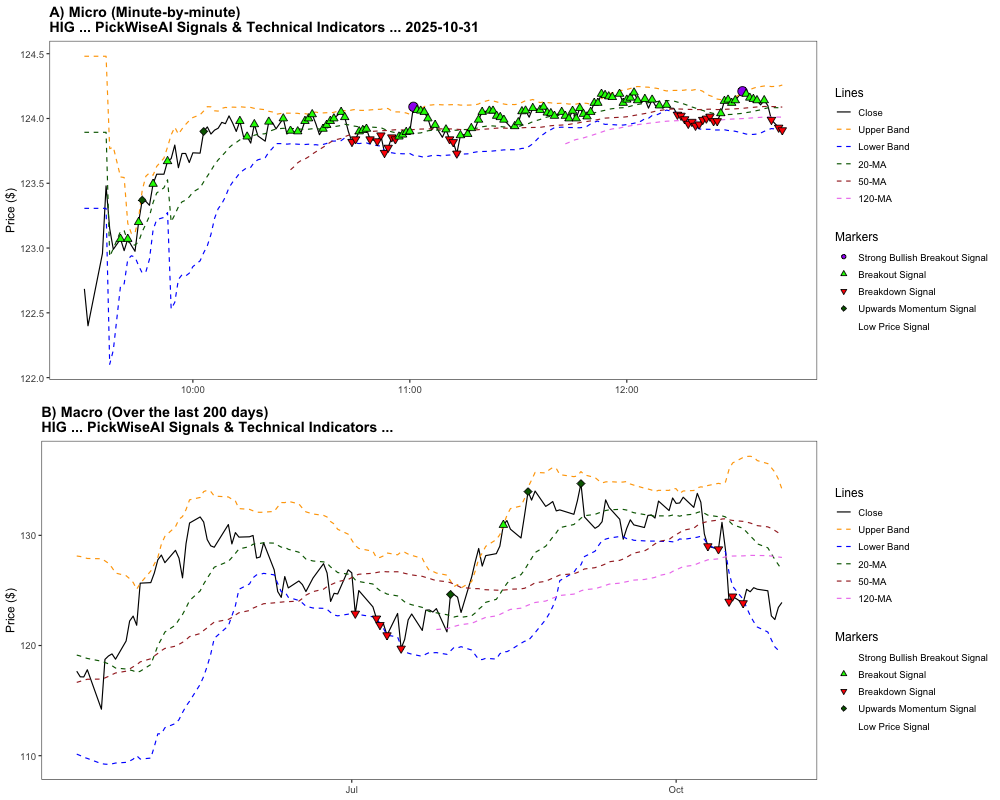 A) Micro (Minute-by-minute)
HIG ... PickWiseAI Signals & Technical Indicators ... 2025-10-31
Price ($)
124.5
124.0
123.5
123.0
122.5
122.0
10:00
11:00
12:00
Lines
Close
Upper Band
Lower Band
20-MA
50-MA
120-MA
Markers
Strong Bullish Breakout Signal
Breakout Signal
Breakdown Signal
Upwards Momentum Signal
Low Price Signal
B) Macro (Over the last 200 days)
HIG ... PickWiseAI Signals & Technical Indicators ...
Price ($)
130
120
110
Jul
Oct
Lines
Close
Upper Band
Lower Band
20-MA
50-MA
120-MA
Markers
Strong Bullish Breakout Signal
Breakout Signal
Breakdown Signal
Upwards Momentum Signal
Low Price Signal